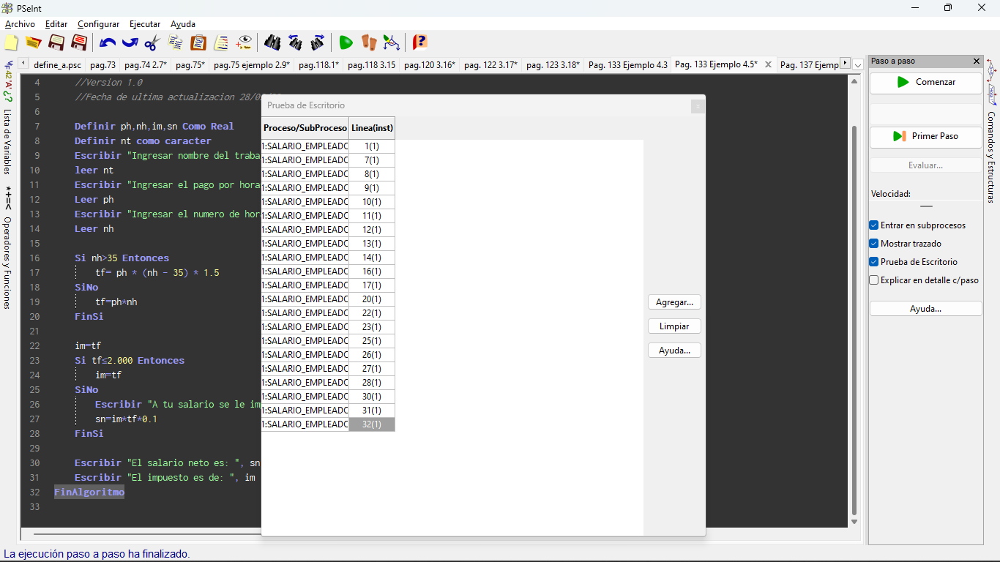 PSeInt
Archivo Editar Configurar Ejecutar Ayuda
define_a.psc pag.73 pag.74 2.7* pag.75* pag.75 ejemplo 2.9* pag.118.1* pag.118 3.15 pag.120 3.16* pag. 122 3.17* pag. 123 3.18* Pag. 133 Ejemplo 4.3 Pag. 133 Ejemplo 4.5* Pag. 137 Ejemp
Lista de Variables
Operadores y Funciones
4 //Version 1.0
5 //Fecha de ultima actualizacion 28/0
6
7 Definir ph,nh,im,sn Como Real
8 Definir nt como caracter
9 Escribir "Ingresar nombre del traba
10 leer nt
11 Escribir "Ingresar el pago por hora
12 Leer ph
13 Escribir "Ingresar el numero de hor
14 Leer nh
15
16 Si nh>35 Entonces
17 tf= ph * (nh - 35) * 1.5
18 SiNo
19 tf=ph*nh
20 FinSi
21
22 im=tf
23 Si tf≤2.000 Entonces
24 im=tf
25 SiNo
26 Escribir "A tu salario se le im
27 sn=im*tf*0.1
28 FinSi
29
30 Escribir "El salario neto es: ", sn
31 Escribir "El impuesto es de: ", im
32 FinAlgoritmo
33
Prueba de Escritorio
Proceso/SubProceso Linea(inst)
1:SALARIO_EMPLEADC 1(1)
1:SALARIO_EMPLEADC 7(1)
1:SALARIO_EMPLEADC 8(1)
1:SALARIO_EMPLEADC 9(1)
1:SALARIO_EMPLEADC 10(1)
1:SALARIO_EMPLEADC 11(1)
1:SALARIO_EMPLEADC 12(1)
1:SALARIO_EMPLEADC 13(1)
1:SALARIO_EMPLEADC 14(1)
1:SALARIO_EMPLEADC 16(1)
1:SALARIO_EMPLEADC 17(1)
1:SALARIO_EMPLEADC 20(1)
1:SALARIO_EMPLEADC 22(1)
1:SALARIO_EMPLEADC 23(1)
1:SALARIO_EMPLEADC 25(1)
1:SALARIO_EMPLEADC 26(1)
1:SALARIO_EMPLEADC 27(1)
1:SALARIO_EMPLEADC 28(1)
1:SALARIO_EMPLEADC 30(1)
1:SALARIO_EMPLEADC 31(1)
1:SALARIO_EMPLEADC 32(1)
Agregar...
Limpiar
Ayuda...
Paso a paso
Comenzar
Primer Paso
Evaluar...
Velocidad:
Entrar en subprocesos
Mostrar trazado
Prueba de Escritorio
Explicar en detalle c/paso
Ayuda...
Comandos y Estructuras
La ejecución paso a paso ha finalizado.